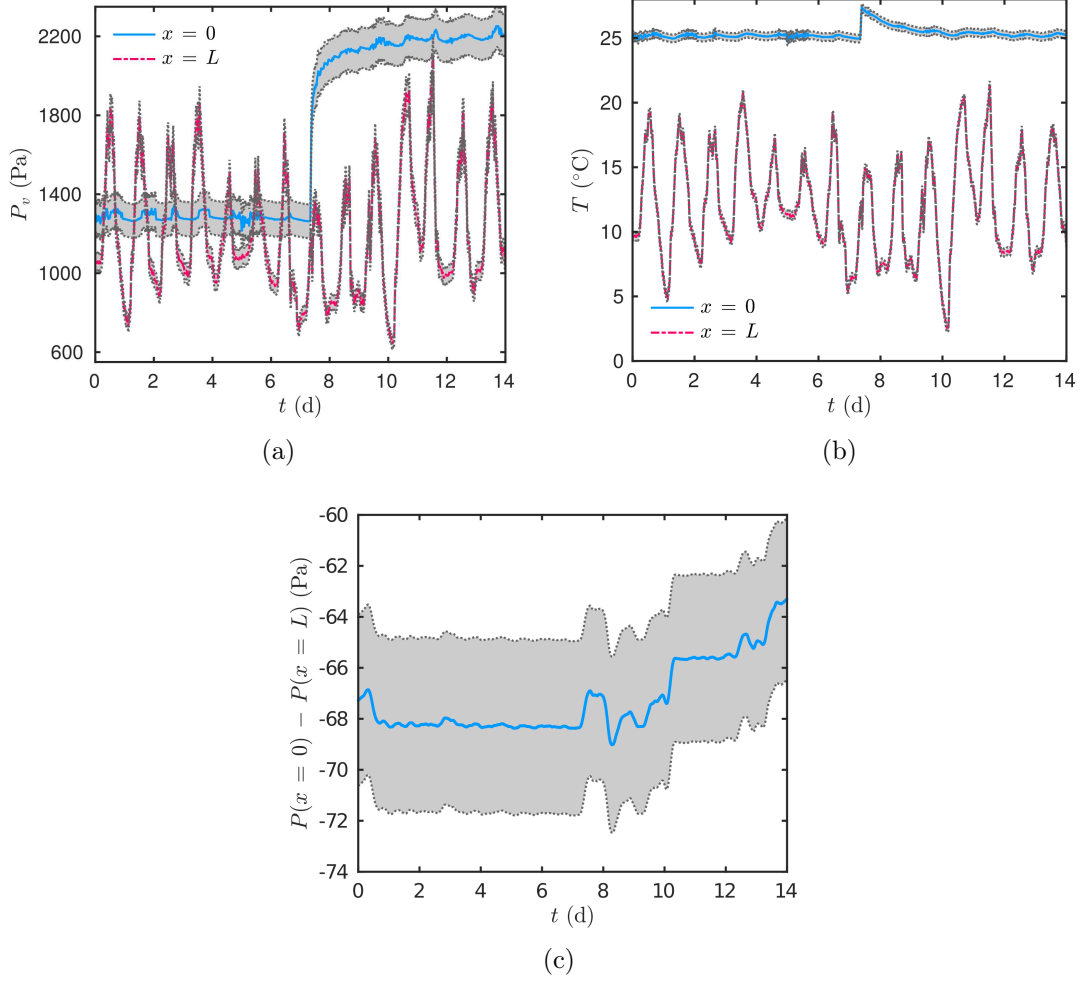 2200
1800
1400
1000
600
P_v (Pa)
x = 0
x = L
0 2 4 6 8 10 12 14
t (d)
(a)
25
20
15
10
5
0
T (°C)
x = 0
x = L
0 2 4 6 8 10 12 14
t (d)
(b)
-60
-62
-64
-66
-68
-70
-72
-74
P(x = 0) − P(x = L) (Pa)
0 2 4 6 8 10 12 14
t (d)
(c)